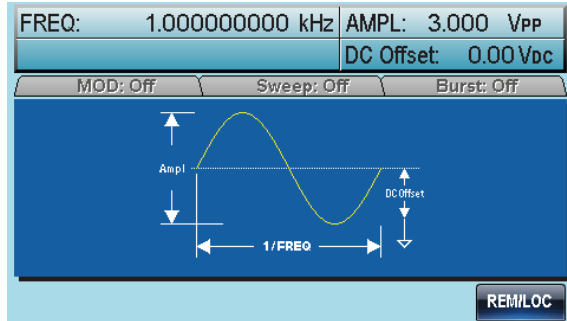 FREQ: 1.000000000 kHz AMPL: 3.000 VPP
DC Offset: 0.00 VDC
MOD: Off Sweep: Off Burst: Off
Ampl
DC Offset
1/FREQ
REM/LOC